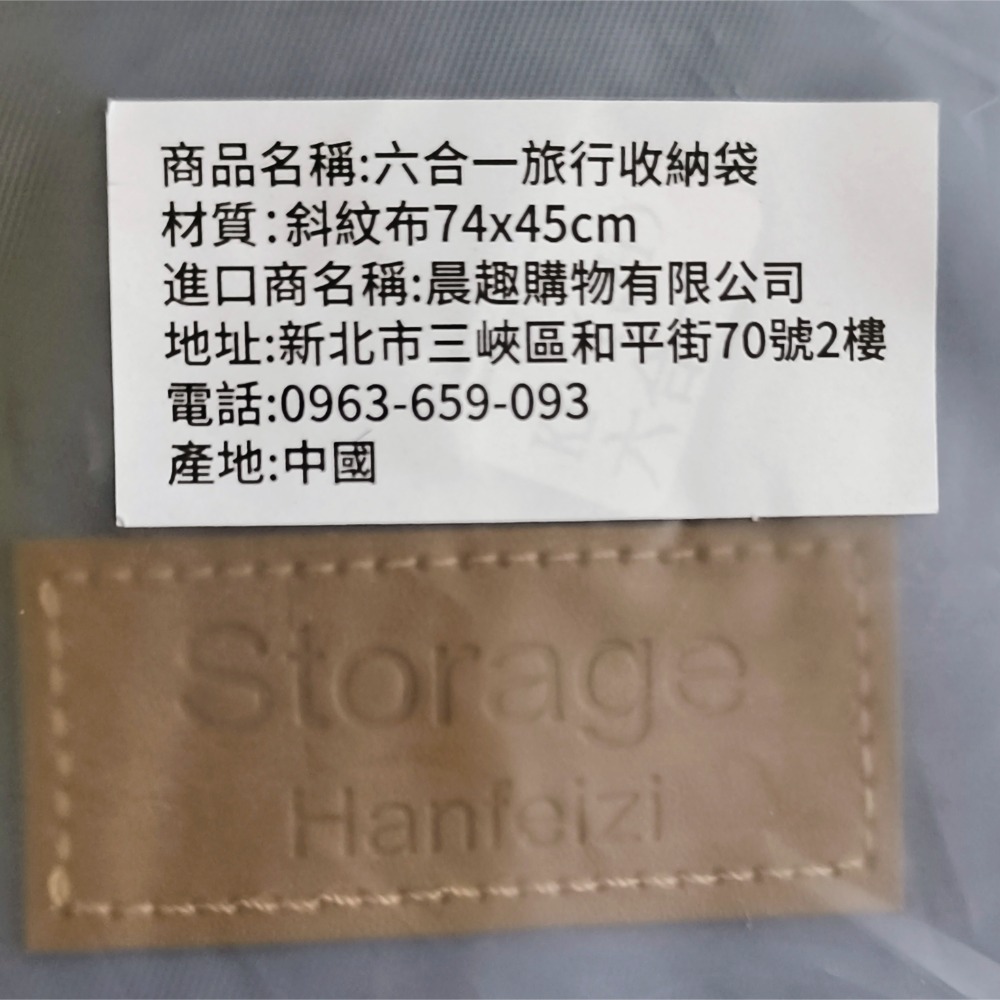 商品名稱:六合一旅行收納袋
材質:斜紋布74x45cm
進口商名稱:晨趣購物有限公司
地址:新北市三峽區和平街70號2樓
電話:0963-659-093
產地:中國
Storage
Hanfeizi